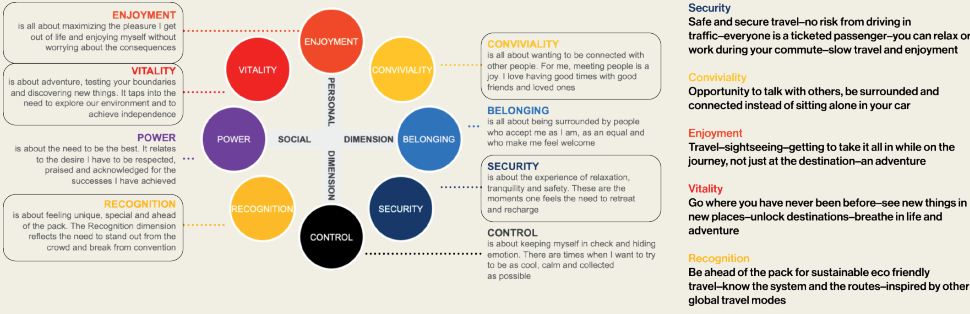 ENJOYMENT
is all about maximizing the pleasure I get
out of life and enjoying myself without
worrying about the consequences
VITALITY
is about adventure, testing your boundaries
and discovering new things. It taps into the
need to explore our environment and to
achieve independence
POWER
is about the need to be the best. It relates
to the desire I have to be respected,
praised and acknowledged for the
successes I have achieved
RECOGNITION
is about feeling unique, special and ahead
of the pack. The Recognition dimension
reflects the need to stand out from the
crowd and break from convention
ENJOYMENT
VITALITY
CONVIVIALITY
PERSONAL
POWER
SOCIAL
DIMENSION
BELONGING
DIMENSION
RECOGNITION
SECURITY
CONTROL
CONVIVIALITY
is all about wanting to be connected with
other people. For me, meeting people is a
joy. I love having good times with good
friends and loved ones
BELONGING
is all about being surrounded by people
who accept me as I am, as an equal and
who make me feel welcome
SECURITY
is about the experience of relaxation,
tranquility and safety. These are the
moments one feels the need to retreat
and recharge
CONTROL
is about keeping myself in check and hiding
emotion. There are times when I want to try
to be as cool, calm and collected
as possible
Security
Safe and secure travel–no risk from driving in
traffic–everyone is a ticketed passenger–you can relax or
work during your commute–slow travel and enjoyment
Conviviality
Opportunity to talk with others, be surrounded and
connected instead of sitting alone in your car
Enjoyment
Travel–sightseeing–getting to take it all in while on the
journey, not just at the destination–an adventure
Vitality
Go where you have never been before–see new things in
new places–unlock destinations–breathe in life and
adventure
Recognition
Be ahead of the pack for sustainable eco friendly
travel–know the system and the routes–inspired by other
global travel modes